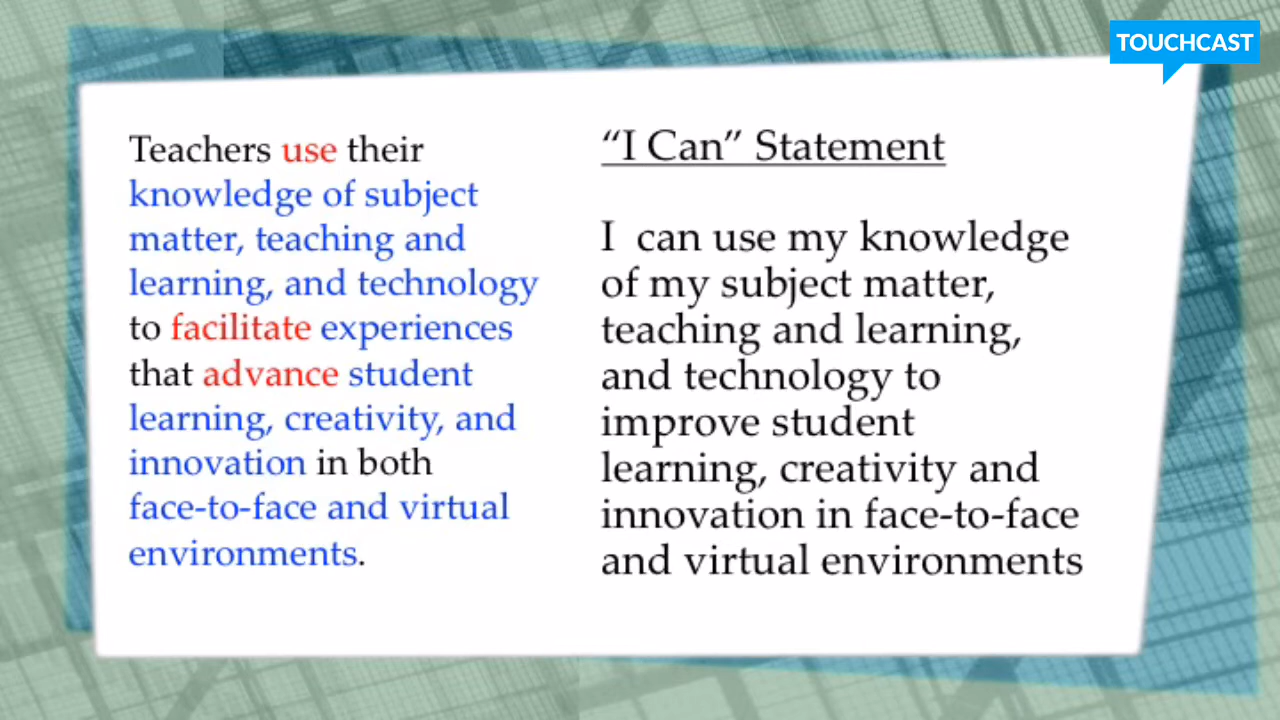 TOUCHCAST
Teachers use their
knowledge of subject
matter, teaching and
learning, and technology
to facilitate experiences
that advance student
learning, creativity, and
innovation in both
face-to-face and virtual
environments.
“I Can” Statement
I  can use my knowledge
of my subject matter,
teaching and learning,
and technology to
improve student
learning, creativity and
innovation in face-to-face
and virtual environments